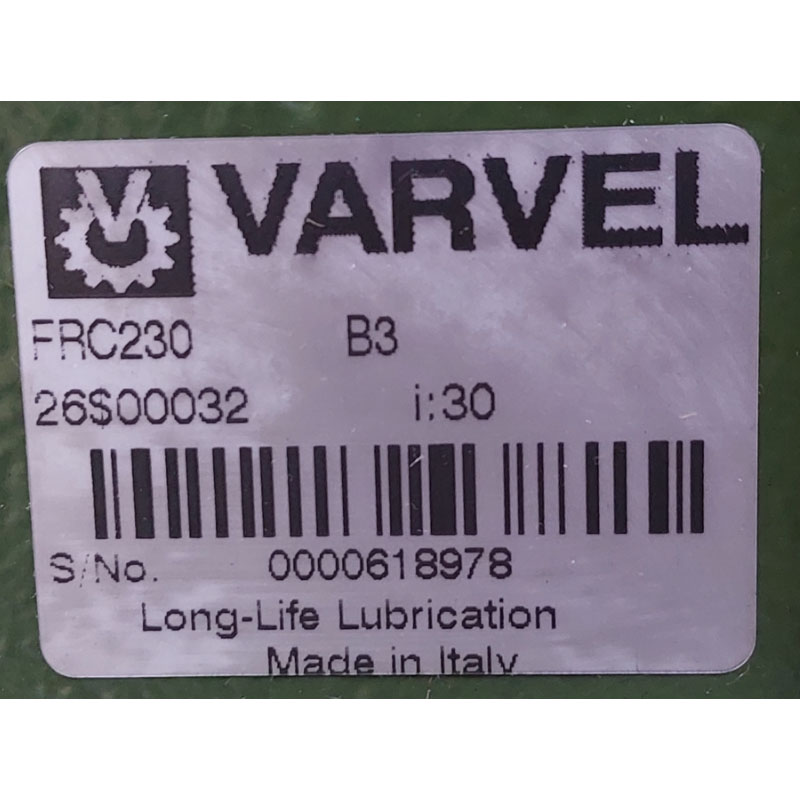 VARVEL
FRC230 B3
26S00032 i:30
S/No. 0000618978
Long-Life Lubrication
Made in Italy